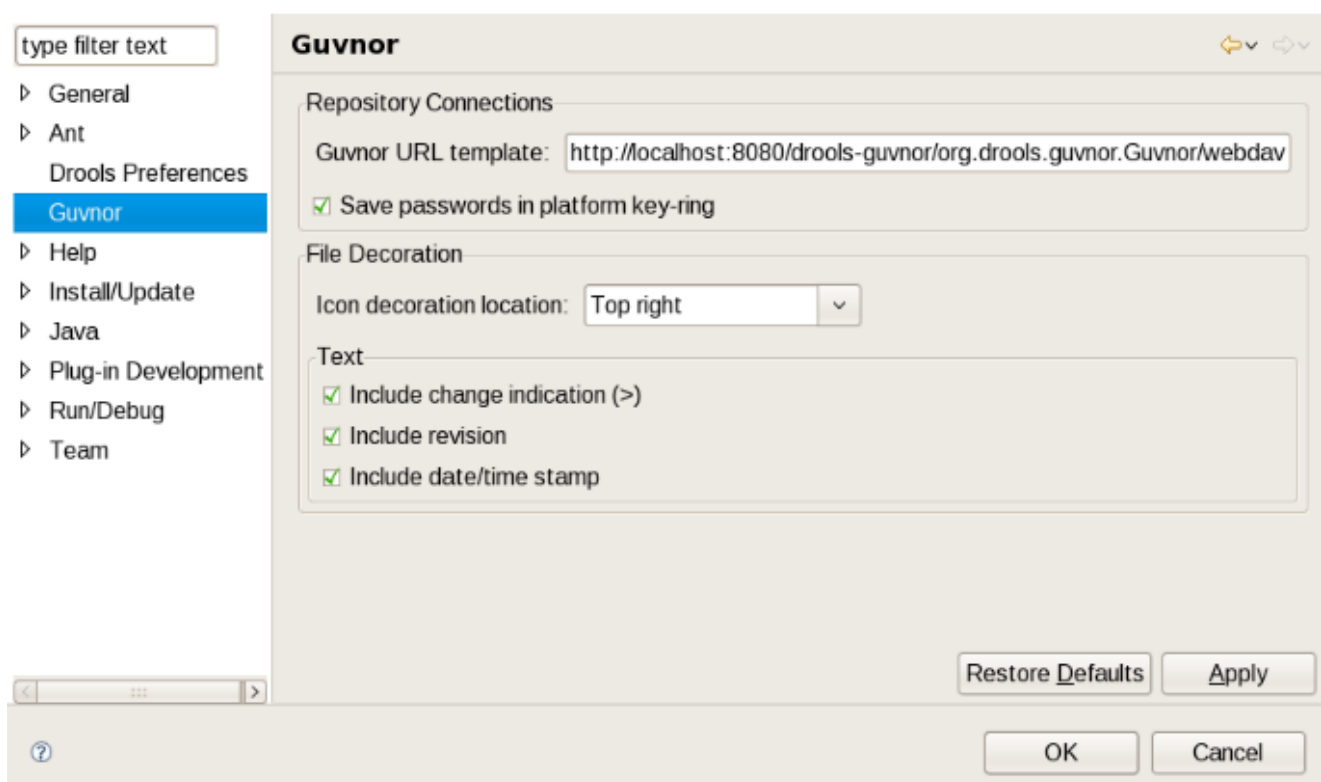 type filter text
General
Ant
Drools Preferences
Guvnor
Help
Install/Update
Java
Plug-in Development
Run/Debug
Team
Guvnor
Repository Connections
Guvnor URL template: http://localhost:8080/drools-guvnor/org.drools.guvnor.Guvnor/webdav
Save passwords in platform key-ring
File Decoration
Icon decoration location: Top right
Text
Include change indication (>)
Include revision
Include date/time stamp
Restore Defaults Apply
OK Cancel